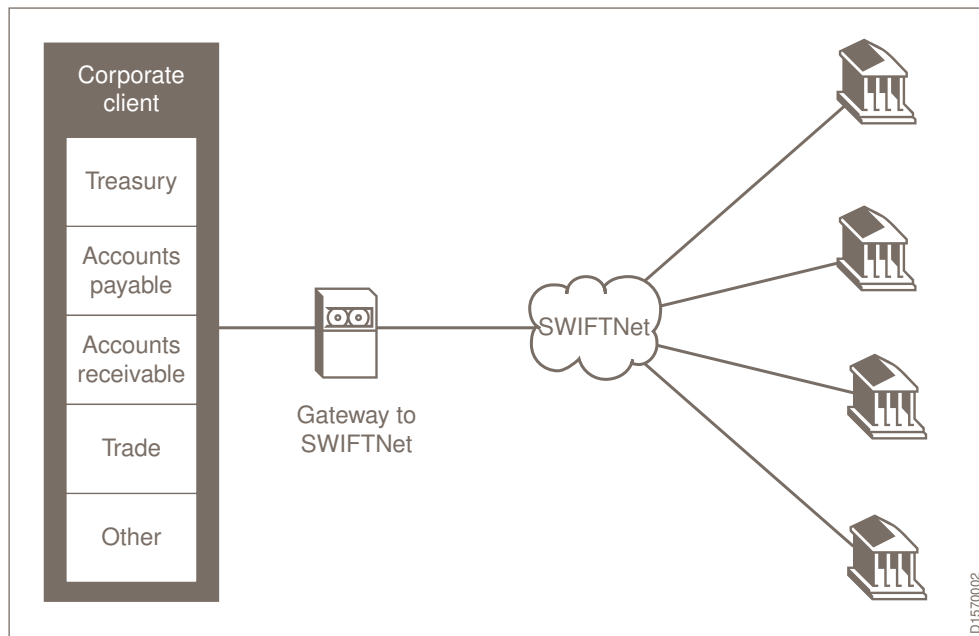 Corporate
client
Treasury
Accounts
payable
Accounts
receivable
Trade
Other
Gateway to
SWIFTNet
SWIFTNet
D1570002